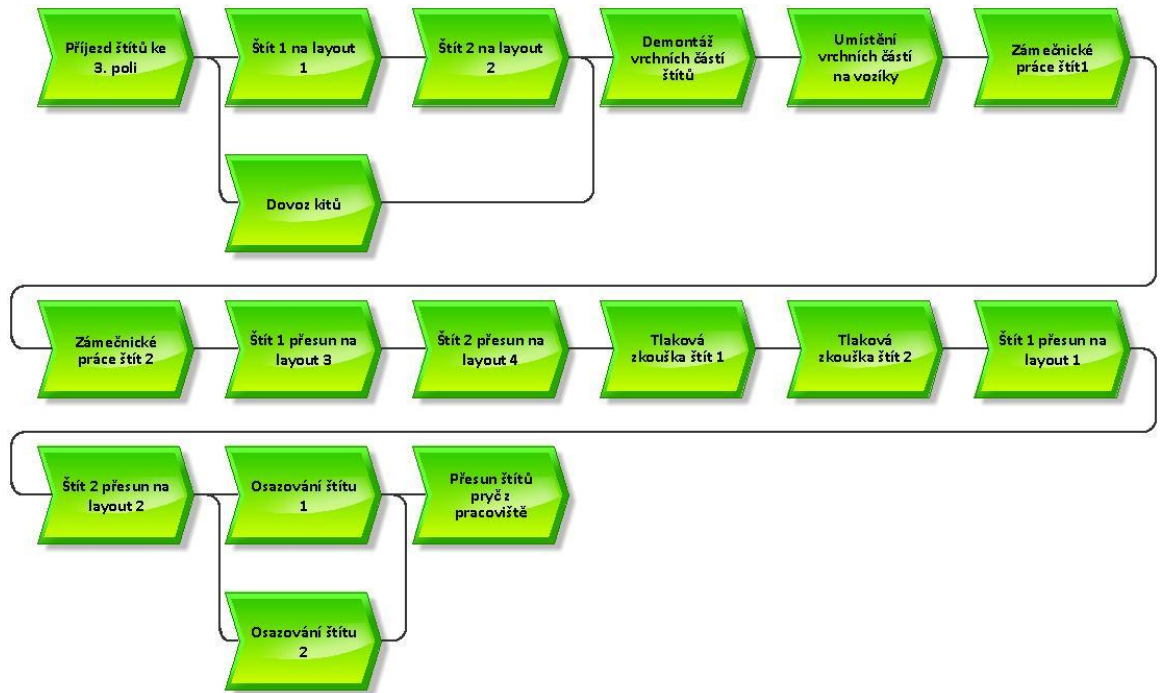 Příjezd štítů ke
3. poli
Štít 1 na layout
1
Štít 2 na layout
2
Demontáž
vrchních částí
štítů
Umístění
vrchních částí
na vozíky
Zámečnické
práce štít1
Dovoz kitů
Zámečnické
práce štít 2
Štít 1 přesun na
layout 3
Štít 2 přesun na
layout 4
Tlaková
zkouška štít 1
Tlaková
zkouška štít 2
Štít 1 přesun na
layout 1
Štít 2 přesun na
layout 2
Osazování štítu
1
Přesun štítů
pryč z
pracoviště
Osazování štítu
2